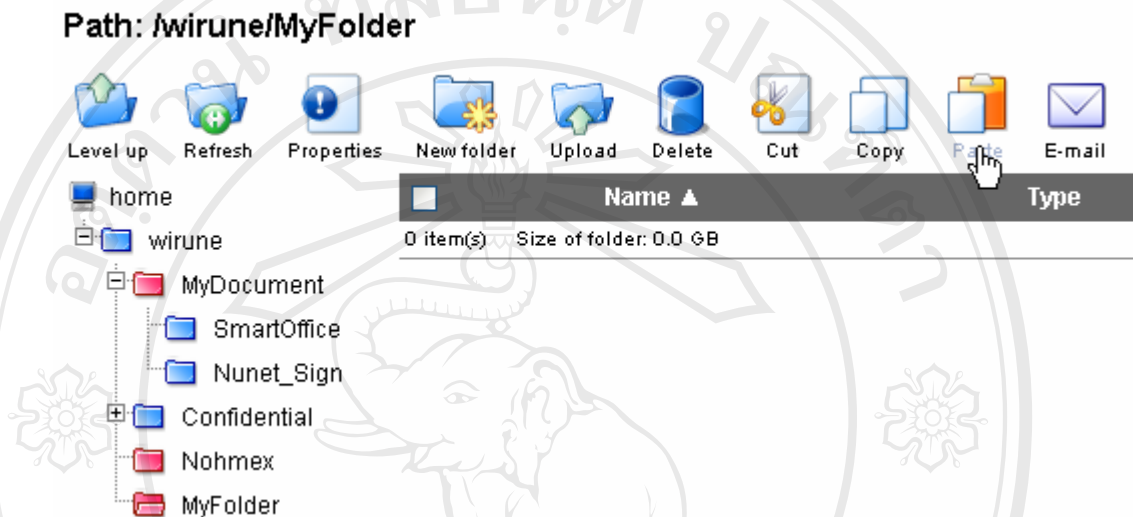 Path: /wirune/MyFolder
Level up Refresh Properties New folder Upload Delete Cut Copy Paste E-mail
home
Name ▲ Type
wirune
0 item(s) Size of folder: 0.0 GB
MyDocument
SmartOffice
Nunet_Sign
Confidential
Nohmex
MyFolder